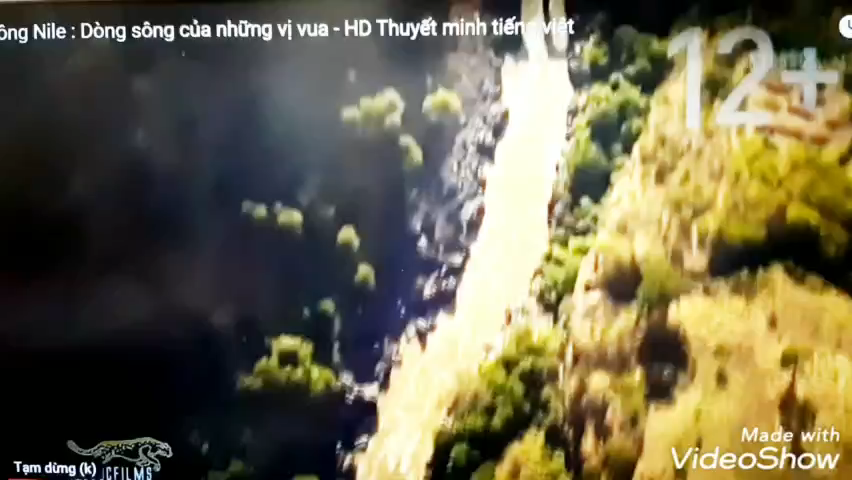 ông Nile : Dòng sông của những vị vua - HD Thuyết minh tiếng việt
12+
Made with
VideoShow
Tạm dừng (k)
JCFILMS